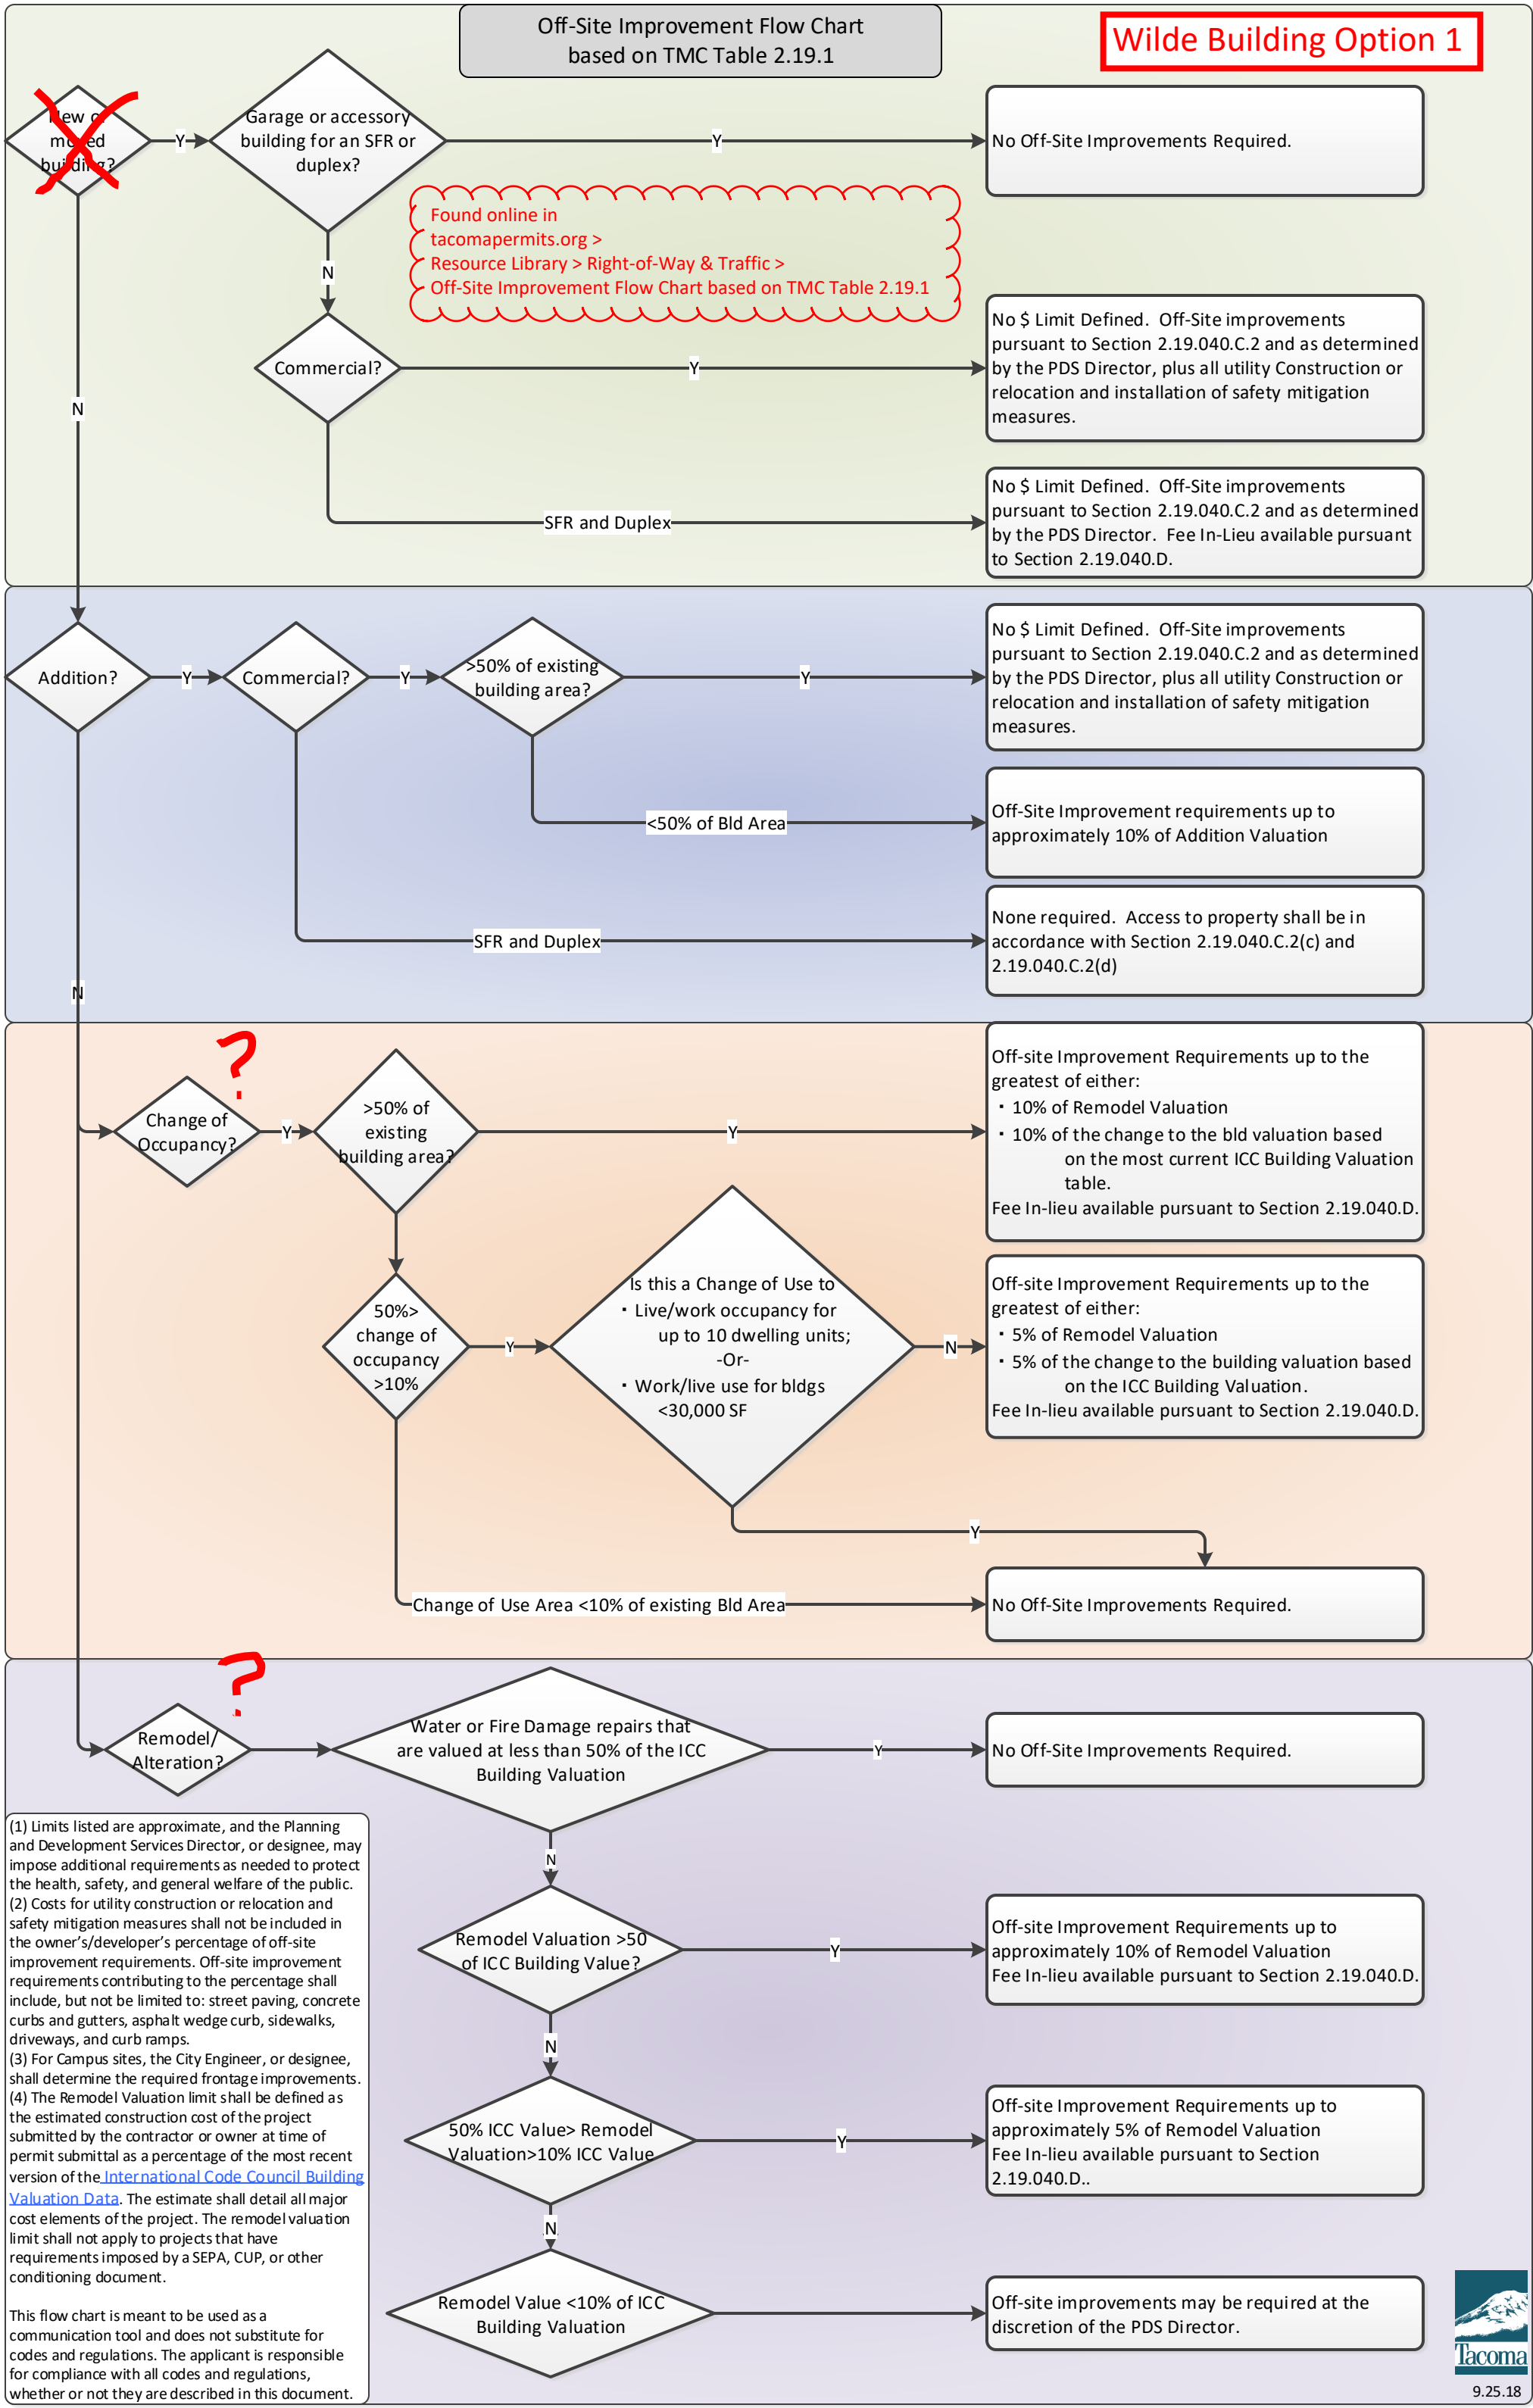 Off-Site Improvement Flow Chart
based on TMC Table 2.19.1
Wilde Building Option 1
New or
moved
building?
Y
Garage or accessory
building for an SFR or
duplex?
Y
No Off-Site Improvements Required.
Found online in
tacomapermits.org >
Resource Library > Right-of-Way & Traffic >
Off-Site Improvement Flow Chart based on TMC Table 2.19.1
N
N
Commercial?
Y
No $ Limit Defined. Off-Site improvements
pursuant to Section 2.19.040.C.2 and as determined
by the PDS Director, plus all utility Construction or
relocation and installation of safety mitigation
measures.
SFR and Duplex
No $ Limit Defined. Off-Site improvements
pursuant to Section 2.19.040.C.2 and as determined
by the PDS Director. Fee In-Lieu available pursuant
to Section 2.19.040.D.
Addition?
Y
Commercial?
Y
>50% of existing
building area?
Y
No $ Limit Defined. Off-Site improvements
pursuant to Section 2.19.040.C.2 and as determined
by the PDS Director, plus all utility Construction or
relocation and installation of safety mitigation
measures.
<50% of Bld Area
Off-Site Improvement requirements up to
approximately 10% of Addition Valuation
SFR and Duplex
None required. Access to property shall be in
accordance with Section 2.19.040.C.2(c) and
2.19.040.C.2(d)
N
?
Change of
Occupancy?
Y
>50% of
existing
building area?
Y
Off-site Improvement Requirements up to the
greatest of either:
· 10% of Remodel Valuation
· 10% of the change to the bld valuation based
on the most current ICC Building Valuation
table.
Fee In-lieu available pursuant to Section 2.19.040.D.
50%>
change of
occupancy
>10%
Y
Is this a Change of Use to
· Live/work occupancy for
up to 10 dwelling units;
-Or-
· Work/live use for bldgs
<30,000 SF
N
Off-site Improvement Requirements up to the
greatest of either:
· 5% of Remodel Valuation
· 5% of the change to the building valuation based
on the ICC Building Valuation.
Fee In-lieu available pursuant to Section 2.19.040.D.
Y
Change of Use Area <10% of existing Bld Area
No Off-Site Improvements Required.
?
Remodel/
Alteration?
Water or Fire Damage repairs that
are valued at less than 50% of the ICC
Building Valuation
Y
No Off-Site Improvements Required.
N
Remodel Valuation >50
of ICC Building Value?
Y
Off-site Improvement Requirements up to
approximately 10% of Remodel Valuation
Fee In-lieu available pursuant to Section 2.19.040.D.
N
50% ICC Value> Remodel
Valuation>10% ICC Value
Y
Off-site Improvement Requirements up to
approximately 5% of Remodel Valuation
Fee In-lieu available pursuant to Section
2.19.040.D..
N
Remodel Value <10% of ICC
Building Valuation
Off-site improvements may be required at the
discretion of the PDS Director.
(1) Limits listed are approximate, and the Planning
and Development Services Director, or designee, may
impose additional requirements as needed to protect
the health, safety, and general welfare of the public.
(2) Costs for utility construction or relocation and
safety mitigation measures shall not be included in
the owner's/developer's percentage of off-site
improvement requirements. Off-site improvement
requirements contributing to the percentage shall
include, but not be limited to: street paving, concrete
curbs and gutters, asphalt wedge curb, sidewalks,
driveways, and curb ramps.
(3) For Campus sites, the City Engineer, or designee,
shall determine the required frontage improvements.
(4) The Remodel Valuation limit shall be defined as
the estimated construction cost of the project
submitted by the contractor or owner at time of
permit submittal as a percentage of the most recent
version of the International Code Council Building
Valuation Data. The estimate shall detail all major
cost elements of the project. The remodel valuation
limit shall not apply to projects that have
requirements imposed by a SEPA, CUP, or other
conditioning document.
This flow chart is meant to be used as a
communication tool and does not substitute for
codes and regulations. The applicant is responsible
for compliance with all codes and regulations,
whether or not they are described in this document.
Tacoma
9.25.18